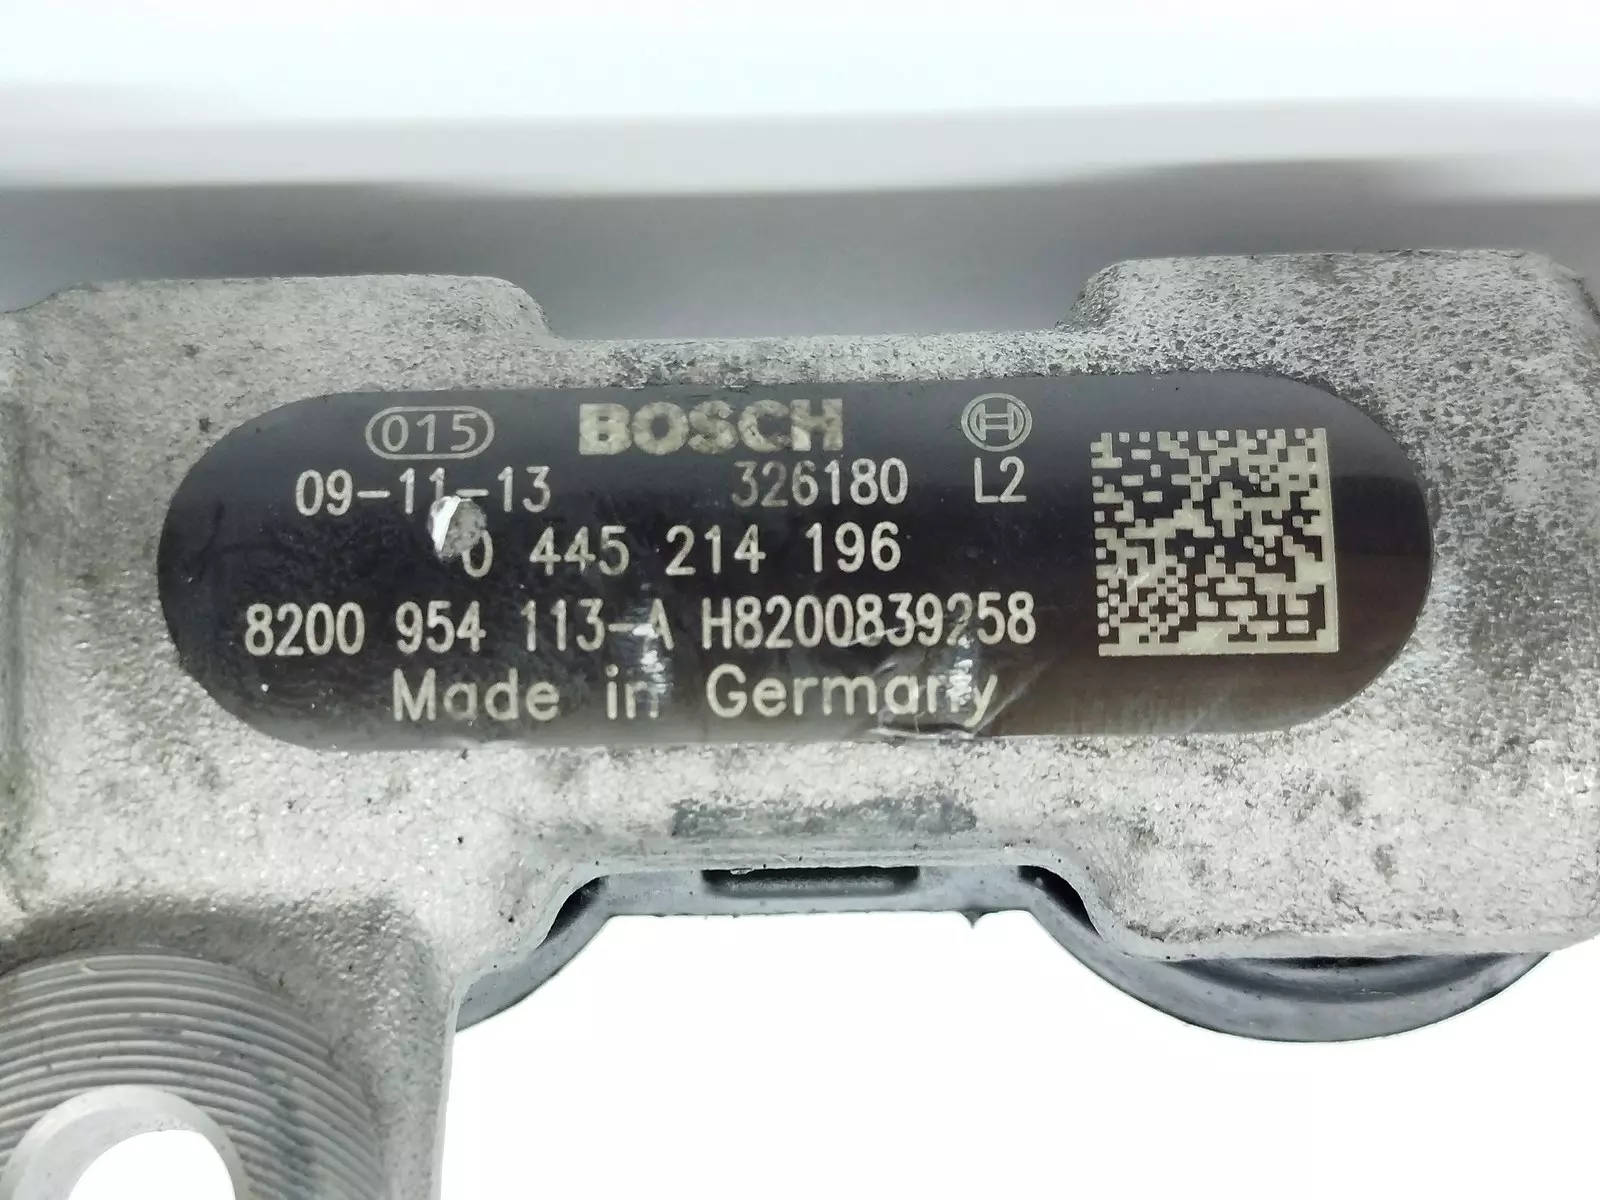 015 BOSCH
09-11-13 326180 L2
0 445 214 196
8200 954 113-A H8200839258
Made in Germany